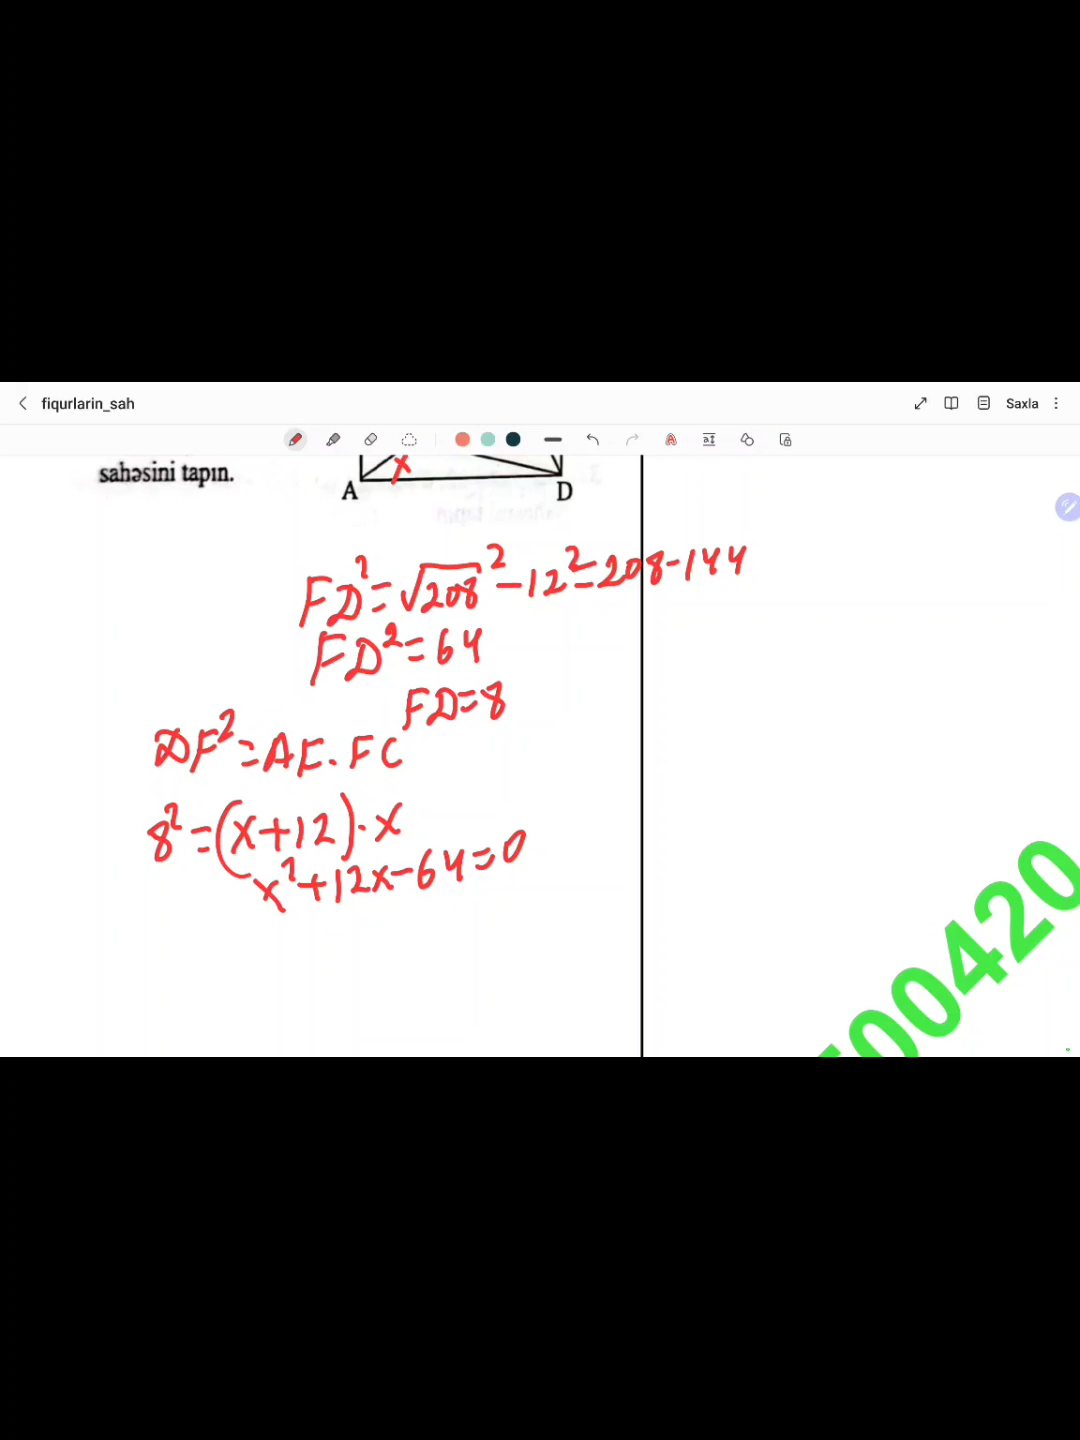 fiqurlarin_sah
Saxla
sahəsini tapın.
x
A
D
FD²=√208²-12²=208-144
FD²=64
FD=8
DF²=AF·FC
8²=(x+12)·x
x²+12x-64=0
00420